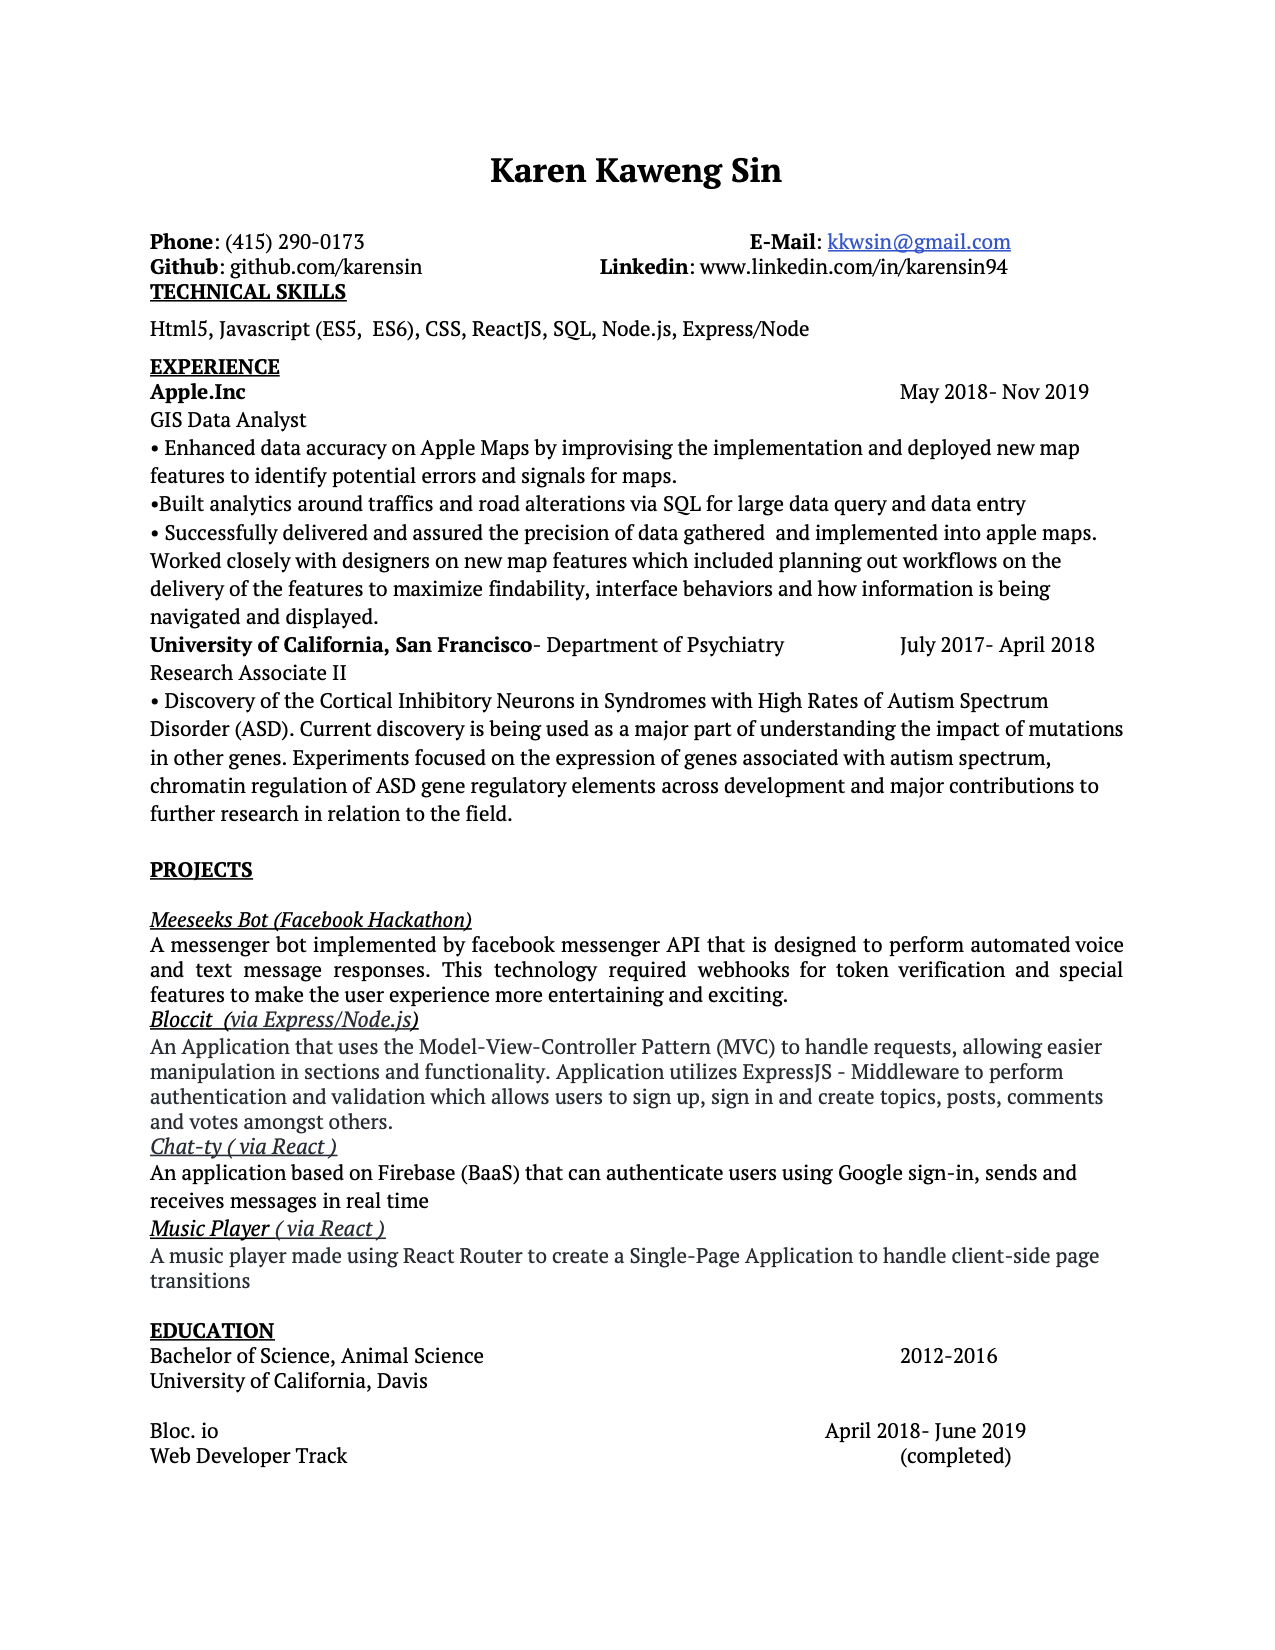 Karen Kaweng Sin
Phone: (415) 290-0173 E-Mail: kkwsin@gmail.com
Github: github.com/karensin Linkedin: www.linkedin.com/in/karensin94
TECHNICAL SKILLS
Html5, Javascript (ES5,  ES6), CSS, ReactJS, SQL, Node.js, Express/Node
EXPERIENCE
Apple.Inc May 2018- Nov 2019
GIS Data Analyst
• Enhanced data accuracy on Apple Maps by improvising the implementation and deployed new map
features to identify potential errors and signals for maps.
•Built analytics around traffics and road alterations via SQL for large data query and data entry
• Successfully delivered and assured the precision of data gathered  and implemented into apple maps.
Worked closely with designers on new map features which included planning out workflows on the
delivery of the features to maximize findability, interface behaviors and how information is being
navigated and displayed.
University of California, San Francisco- Department of Psychiatry July 2017- April 2018
Research Associate II
• Discovery of the Cortical Inhibitory Neurons in Syndromes with High Rates of Autism Spectrum
Disorder (ASD). Current discovery is being used as a major part of understanding the impact of mutations
in other genes. Experiments focused on the expression of genes associated with autism spectrum,
chromatin regulation of ASD gene regulatory elements across development and major contributions to
further research in relation to the field.
PROJECTS
Meeseeks Bot (Facebook Hackathon)
A messenger bot implemented by facebook messenger API that is designed to perform automated voice
and text message responses. This technology required webhooks for token verification and special
features to make the user experience more entertaining and exciting.
Bloccit  (via Express/Node.js)
An Application that uses the Model-View-Controller Pattern (MVC) to handle requests, allowing easier
manipulation in sections and functionality. Application utilizes ExpressJS - Middleware to perform
authentication and validation which allows users to sign up, sign in and create topics, posts, comments
and votes amongst others.
Chat-ty ( via React )
An application based on Firebase (BaaS) that can authenticate users using Google sign-in, sends and
receives messages in real time
Music Player ( via React )
A music player made using React Router to create a Single-Page Application to handle client-side page
transitions
EDUCATION
Bachelor of Science, Animal Science 2012-2016
University of California, Davis
Bloc. io April 2018- June 2019
Web Developer Track (completed)